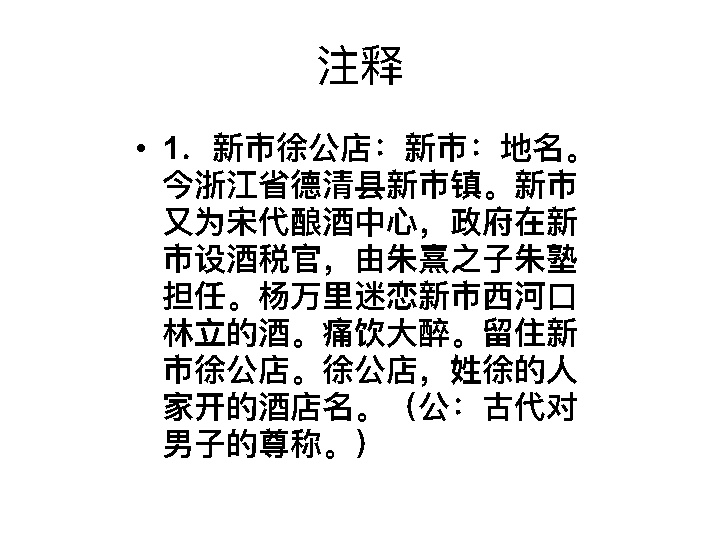 注释
• 1．新市徐公店：新市：地名。
今浙江省德清县新市镇。新市
又为宋代酿酒中心，政府在新
市设酒税官，由朱熹之子朱塾
担任。杨万里迷恋新市西河口
林立的酒。痛饮大醉。留住新
市徐公店。徐公店，姓徐的人
家开的酒店名。（公：古代对
男子的尊称。）